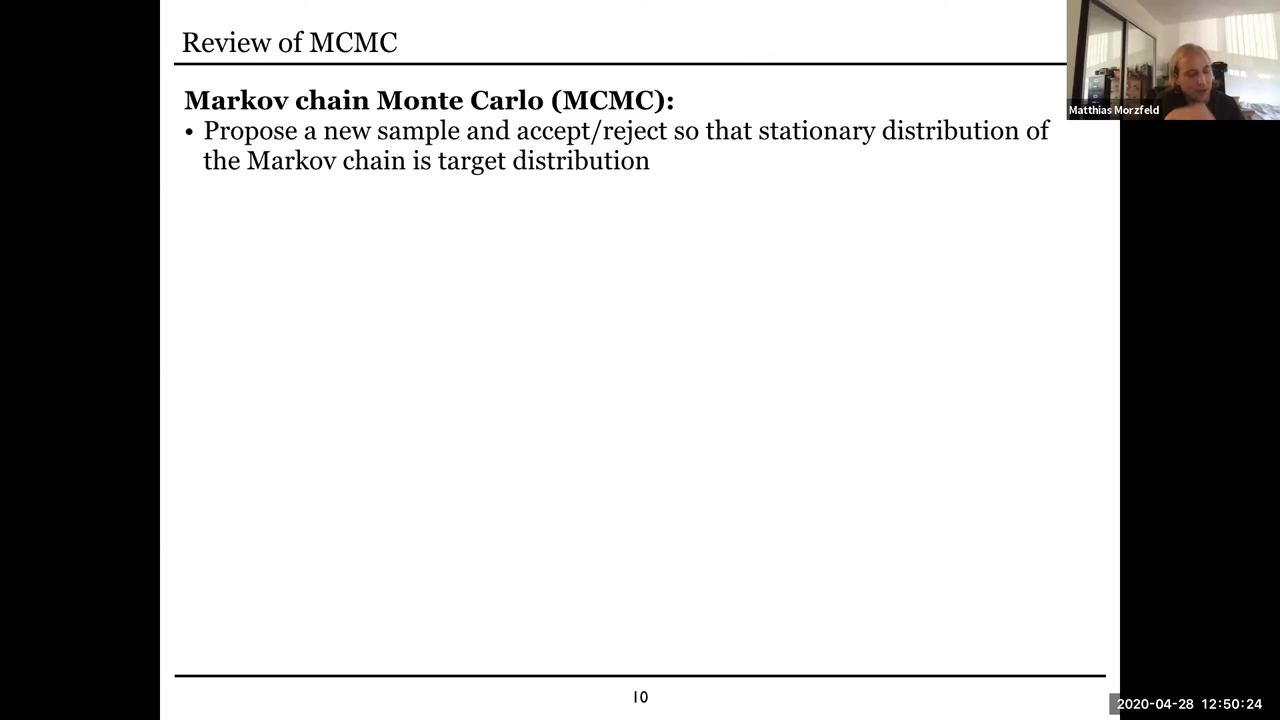 Review of MCMC
Matthias Morzfeld
Markov chain Monte Carlo (MCMC):
• Propose a new sample and accept/reject so that stationary distribution of
the Markov chain is target distribution
10
2020-04-28 12:50:24